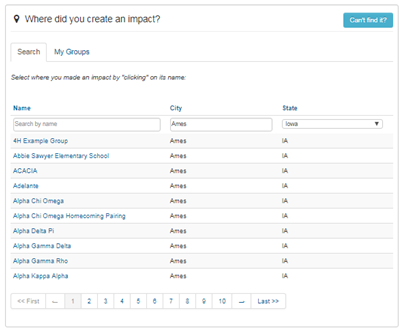 Where did you create an impact?
Can't find it?
Search My Groups
Select where you made an impact by "clicking" on its name:
Name City State
Search by name Ames Iowa
4H Example Group Ames IA
Abbie Sawyer Elementary School Ames IA
ACACIA Ames IA
Adelante Ames IA
Alpha Chi Omega Ames IA
Alpha Chi Omega Homecoming Pairing Ames IA
Alpha Delta Pi Ames IA
Alpha Gamma Delta Ames IA
Alpha Gamma Rho Ames IA
Alpha Kappa Alpha Ames IA
<< First ... 1 2 3 4 5 6 7 8 9 10 ... Last >>